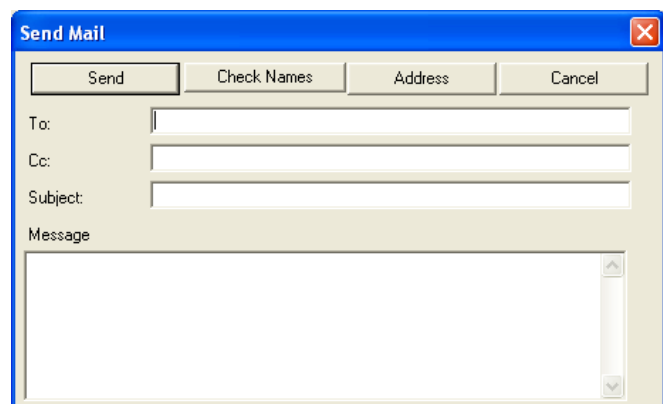 Send Mail
Send Check Names Address Cancel
To:
Cc:
Subject:
Message